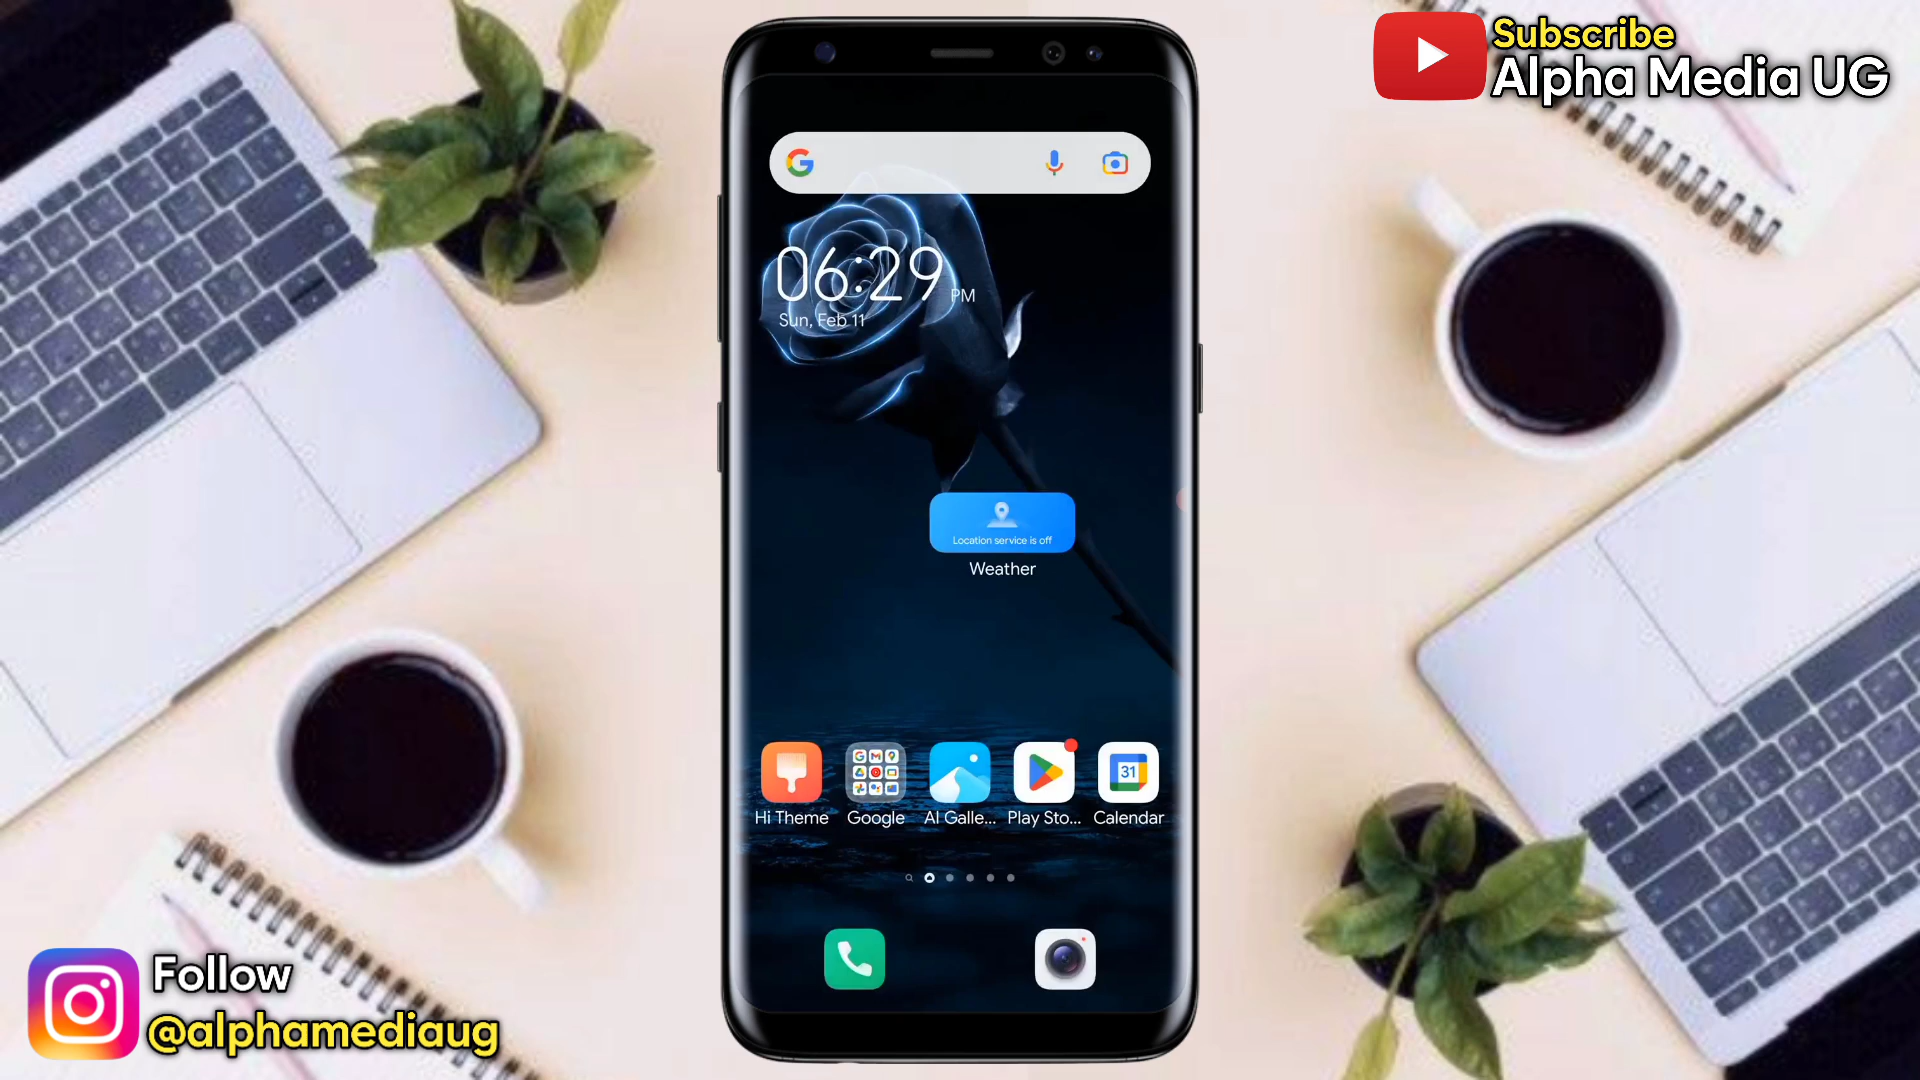 Subscribe
Alpha Media UG
06:29 PM
Sun, Feb 11
Location service is off
Weather
Hi Theme
Google
AI Galle...
Play Sto...
31
Calendar
Follow
@alphamediaug